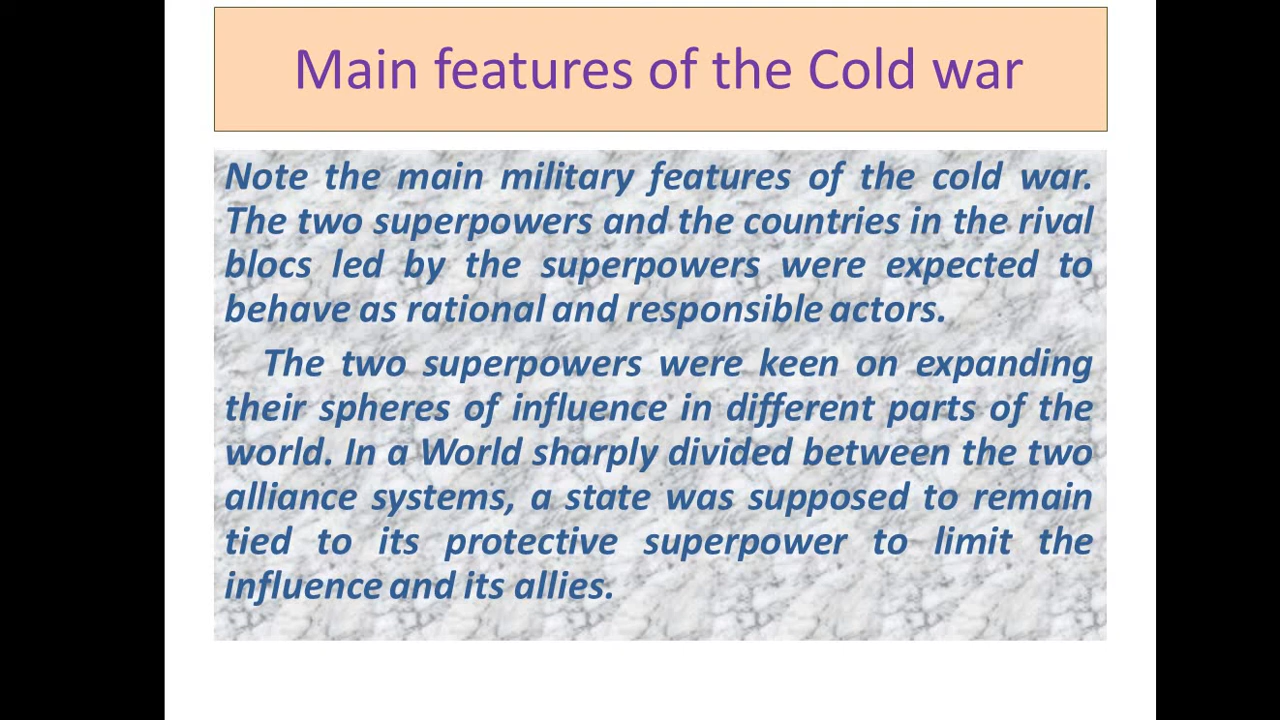 Main features of the Cold war
Note the main military features of the cold war.
The two superpowers and the countries in the rival
blocs led by the superpowers were expected to
behave as rational and responsible actors.
The two superpowers were keen on expanding
their spheres of influence in different parts of the
world. In a World sharply divided between the two
alliance systems, a state was supposed to remain
tied to its protective superpower to limit the
influence and its allies.